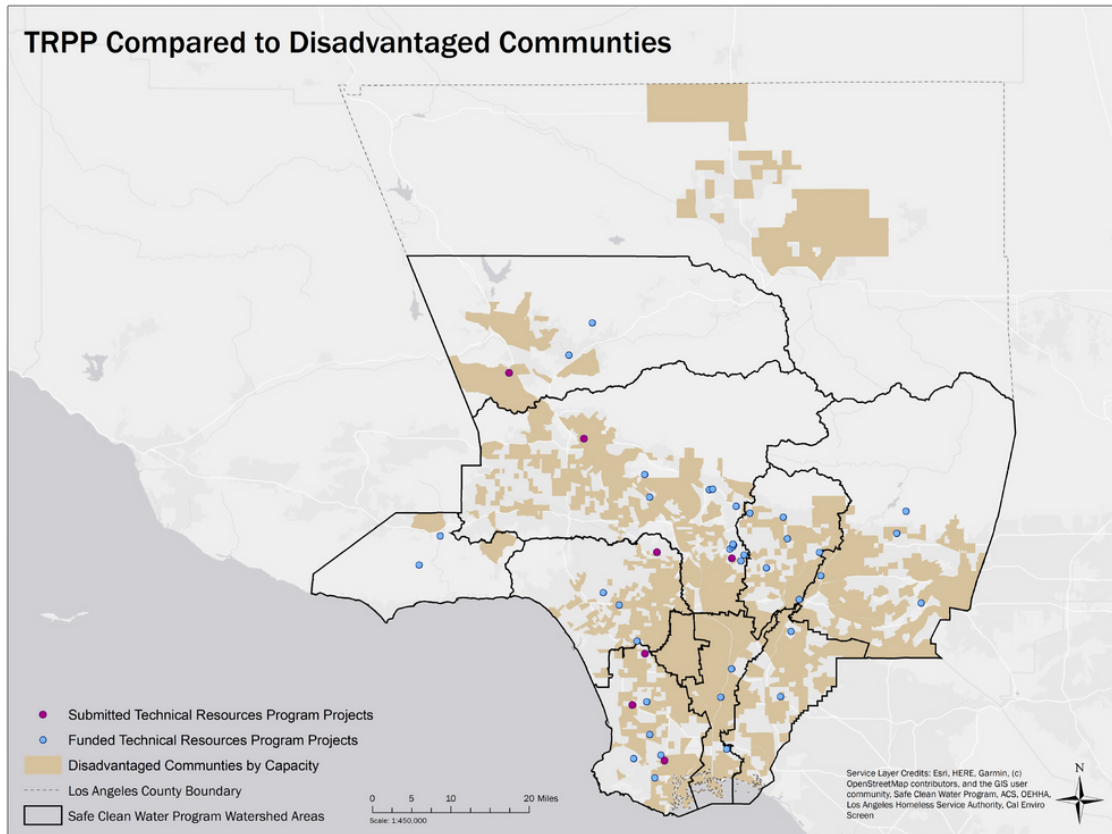 TRPP Compared to Disadvantaged Communties
Submitted Technical Resources Program Projects
Funded Technical Resources Program Projects
Disadvantaged Communties by Capacity
Los Angeles County Boundary
Safe Clean Water Program Watershed Areas
0 10 20 Miles
Scale: 1:450,000
Service Layer Credits: Esri, HERE, Garmin, (c)
OpenStreetMap contributors, and the GIS user
community, Safe Clean Water Program, ACS, OEHHA,
Los Angeles Homeless Service Authority, Cal Enviro
Screen
N